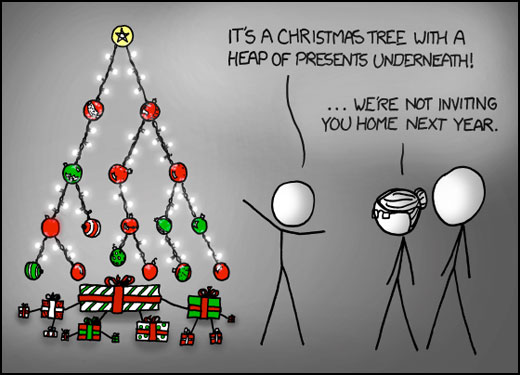 IT'S A CHRISTMAS TREE WITH A
HEAP OF PRESENTS UNDERNEATH!
... WE'RE NOT INVITING
YOU HOME NEXT YEAR.